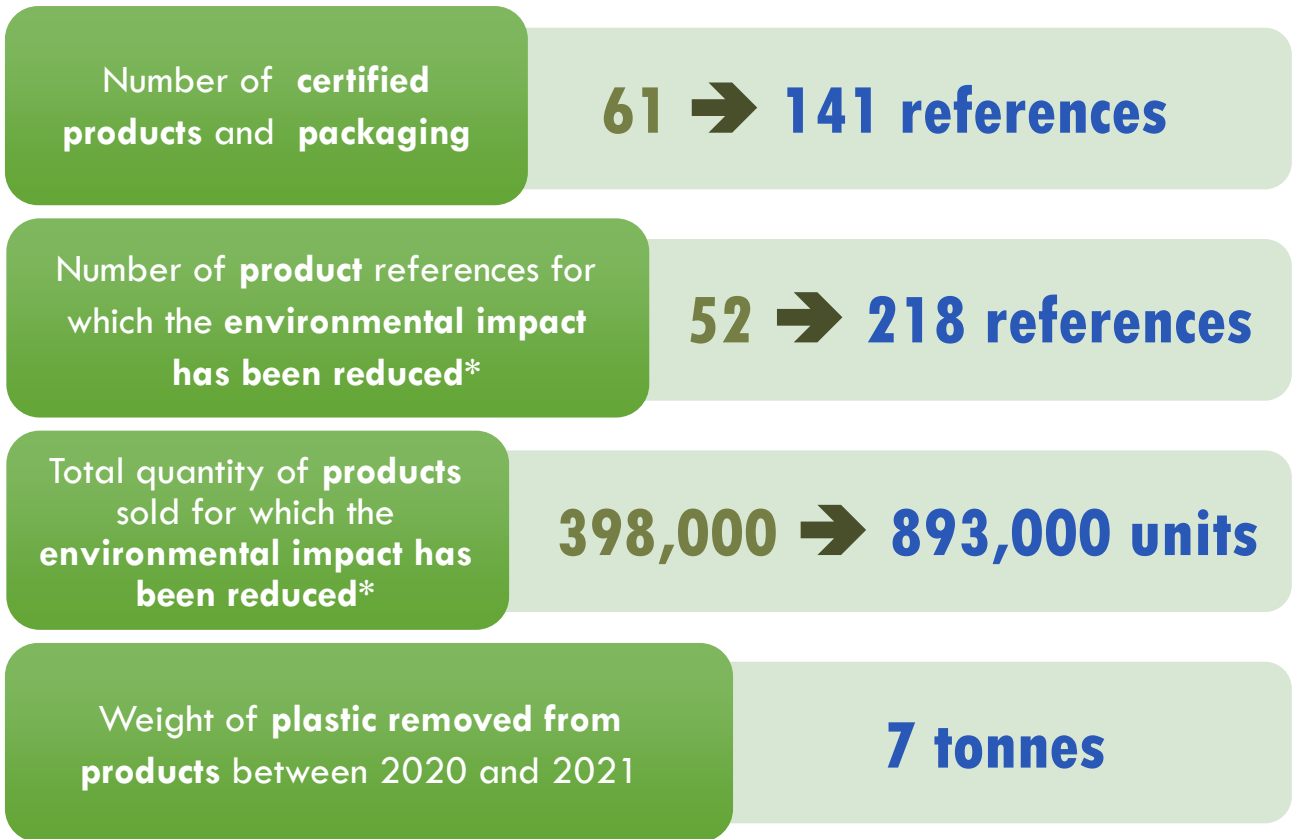 Number of certified
products and packaging
61 → 141 references
Number of product references for
which the environmental impact
has been reduced*
52 → 218 references
Total quantity of products
sold for which the
environmental impact has
been reduced*
398,000 → 893,000 units
Weight of plastic removed from
products between 2020 and 2021
7 tonnes